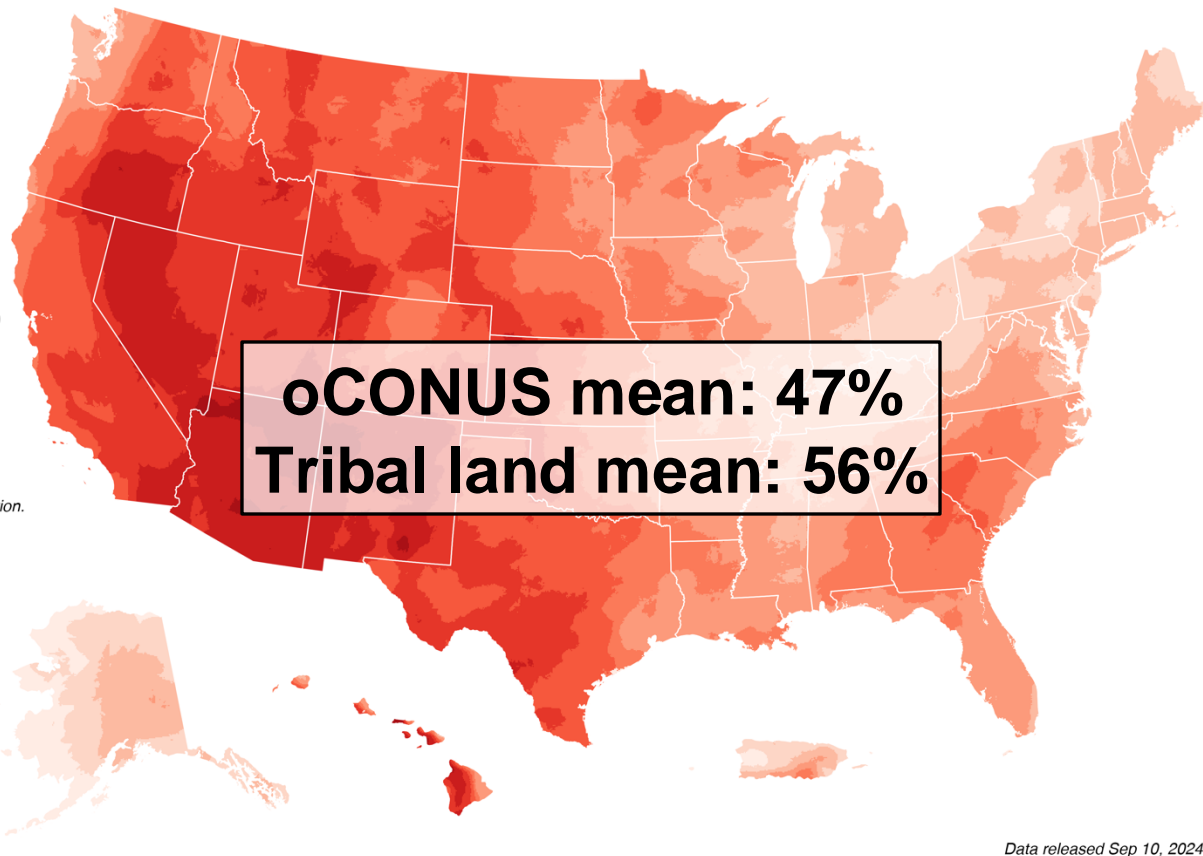 oCONUS mean: 47%
Tribal land mean: 56%
ion.
Data released Sep 10, 2024